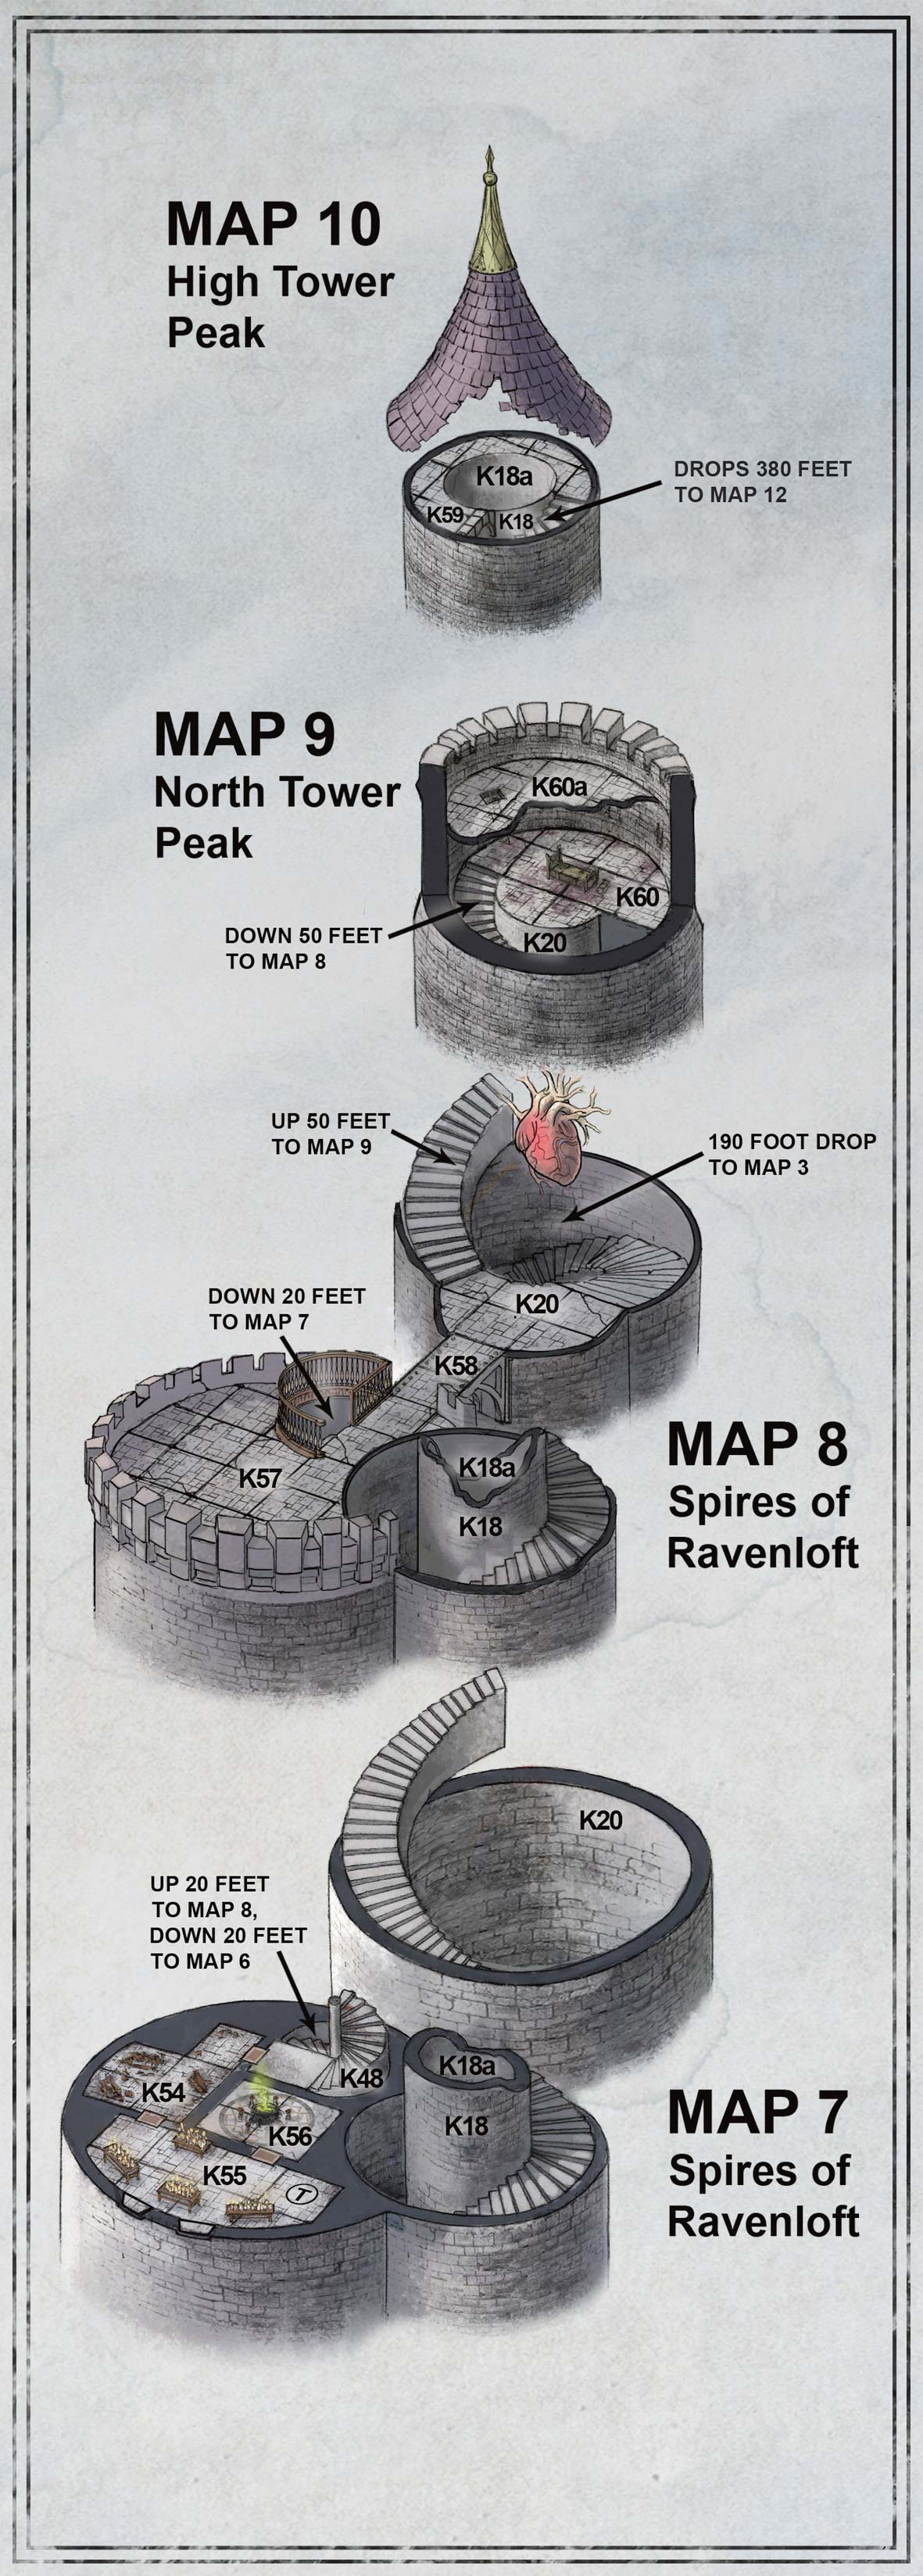 MAP 10
High Tower
Peak
K18a
K59
K18
DROPS 380 FEET
TO MAP 12
MAP 9
North Tower
Peak
K60a
K60
K20
DOWN 50 FEET
TO MAP 8
UP 50 FEET
TO MAP 9
190 FOOT DROP
TO MAP 3
K20
DOWN 20 FEET
TO MAP 7
K58
K57
K18a
K18
MAP 8
Spires of
Ravenloft
K20
UP 20 FEET
TO MAP 8,
DOWN 20 FEET
TO MAP 6
K48
K54
K56
K55
T
K18a
K18
MAP 7
Spires of
Ravenloft